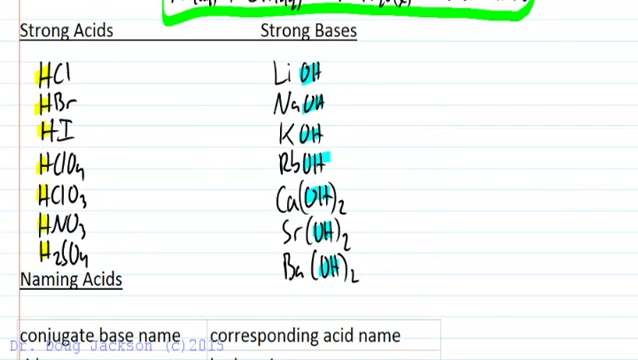 Strong Acids Strong Bases
HCl LiOH
HBr NaOH
HI KOH
HClO₄ RbOH
HClO₃ Ca(OH)₂
HNO₃ Sr(OH)₂
H₂SO₄ Ba(OH)₂
Naming Acids
conjugate base name corresponding acid name
Dr. Doug Jackson (c)2015